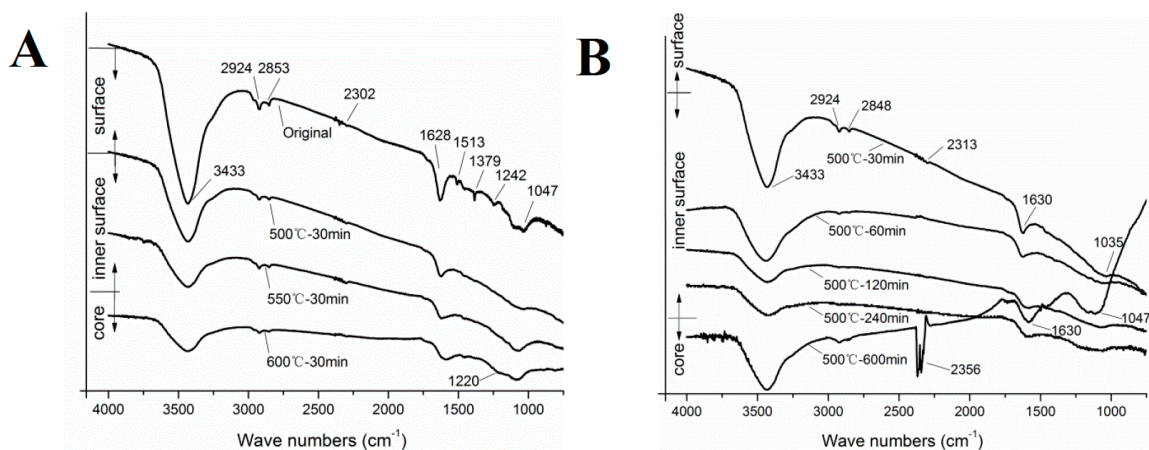 A
surface
inner surface
core
2924
2853
2302
Original
1628
1513
1379
1242
1047
3433
500℃-30min
550℃-30min
600℃-30min
1220
4000 3500 3000 2500 2000 1500 1000
Wave numbers (cm⁻¹)
B
surface
inner surface
core
2924
2848
2313
500℃-30min
3433
1630
500℃-60min
1035
500℃-120min
500℃-240min
1047
1630
500℃-600min
2356
4000 3500 3000 2500 2000 1500 1000
Wave numbers (cm⁻¹)